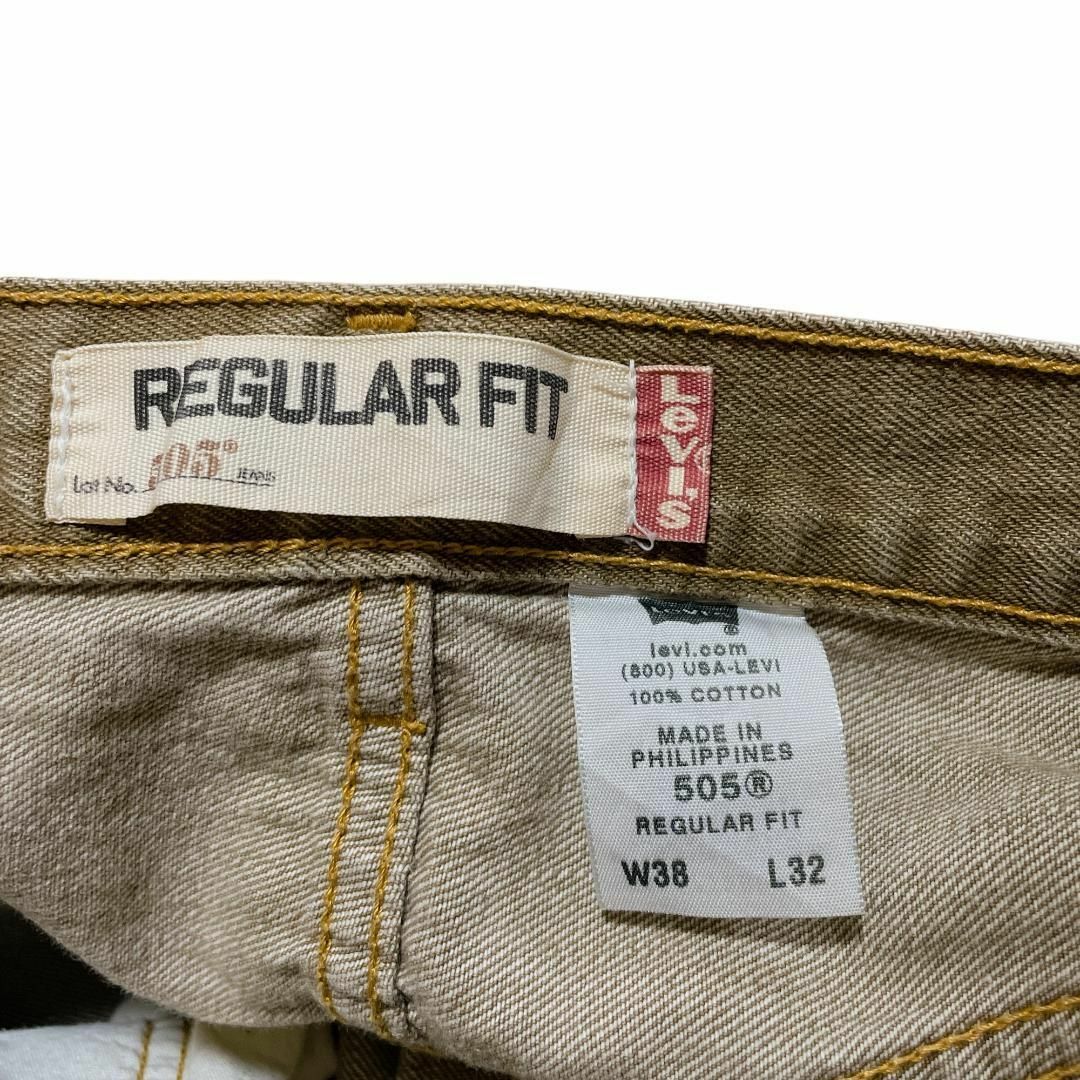 REGULAR FIT
Lot No. 505® JEANS
LEVI'S
levi.com
(800) USA-LEVI
100% COTTON
MADE IN
PHILIPPINES
505®
REGULAR FIT
W38 L32